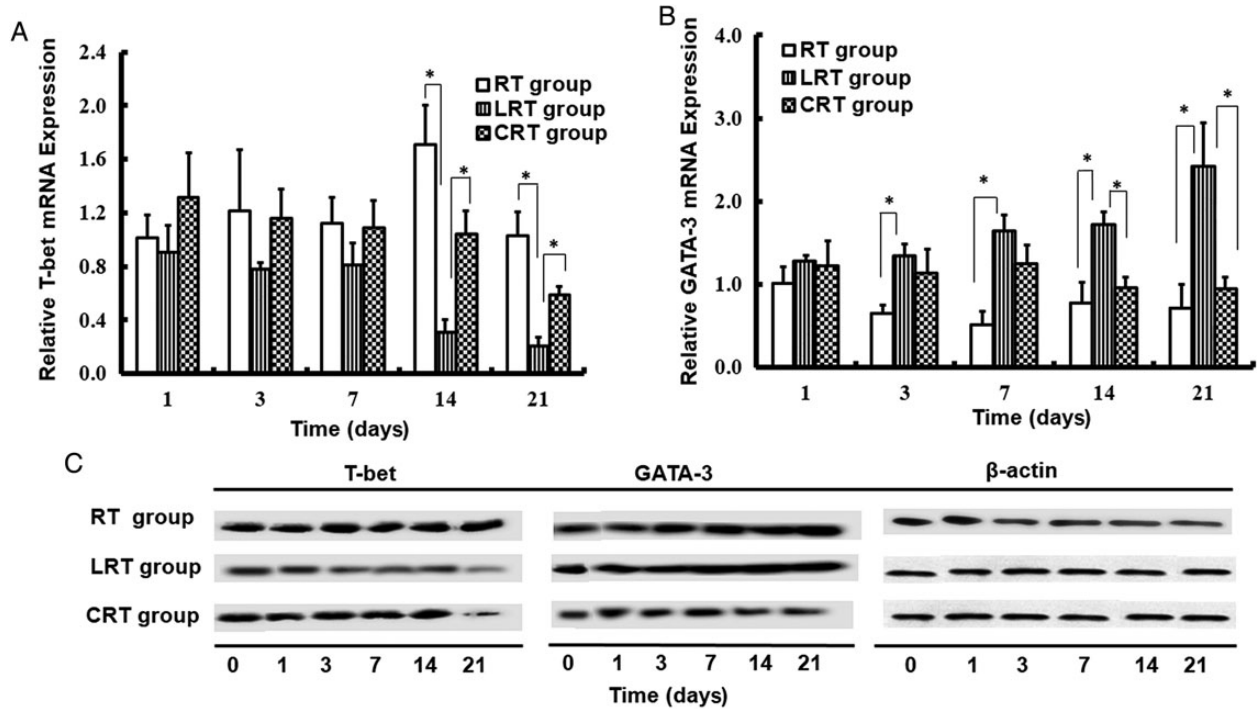 A
Relative T-bet mRNA Expression
2.4
2.0
1.6
1.2
0.8
0.4
0.0
RT group
LRT group
CRT group
*
*
*
*
1
3
7
14
21
Time (days)
B
Relative GATA-3 mRNA Expression
4.0
3.0
2.0
1.0
0.0
RT group
LRT group
CRT group
*
*
*
*
*
*
1
3
7
14
21
Time (days)
C
T-bet GATA-3 β-actin
RT group
LRT group
CRT group
0 1 3 7 14 21 0 1 3 7 14 21 0 1 3 7 14 21
Time (days)